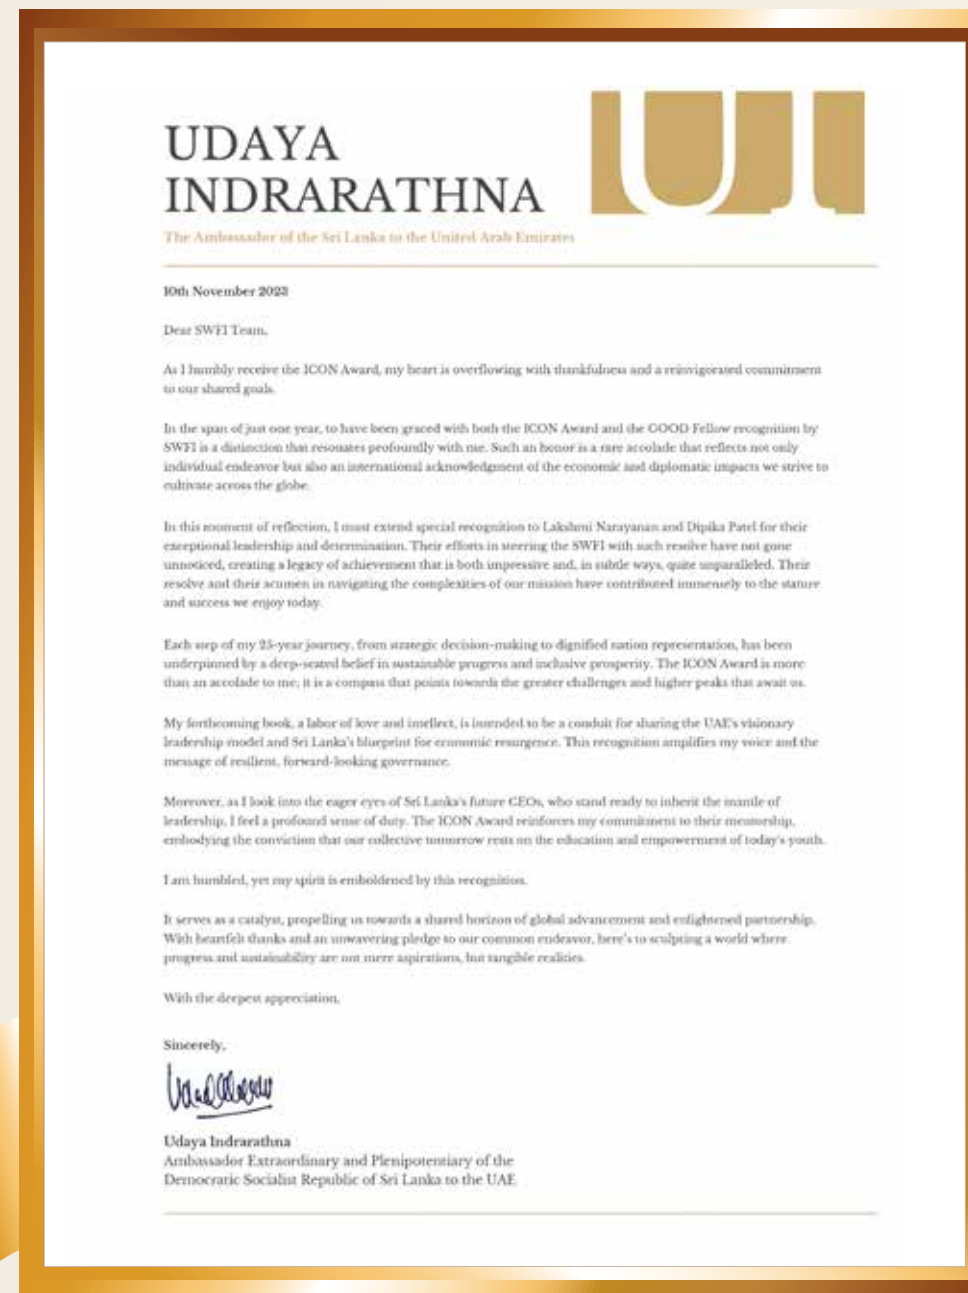 UDAYA
INDRARATHNA
UI
The Ambassador of the Sri Lanka to the United Arab Emirates
10th November 2023
Dear SWFI Team,
As I humbly receive the ICON Award, my heart is overflowing with thankfulness and a reinvigorated commitment
to our shared goals.
In the span of just one year, to have been graced with both the ICON Award and the GOOD Fellow recognition by
SWFI is a distinction that resonates profoundly with me. Such an honor is a rare accolade that reflects not only
individual endeavor but also an international acknowledgment of the economic and diplomatic impacts we strive to
cultivate across the globe.
In this moment of reflection, I must extend special recognition to Lakshmi Narayanan and Dipika Patel for their
exceptional leadership and determination. Their efforts in steering the SWFI with such resolve have not gone
unnoticed, creating a legacy of achievement that is both impressive and, in subtle ways, quite unparalleled. Their
resolve and their acumen in navigating the complexities of our mission have contributed immensely to the stature
and success we enjoy today.
Each step of my 25-year journey, from strategic decision-making to dignified nation representation, has been
underpinned by a deep-seated belief in sustainable progress and inclusive prosperity. The ICON Award is more
than an accolade to me; it is a compass that points towards the greater challenges and higher peaks that await us.
My forthcoming book, a labor of love and intellect, is intended to be a conduit for sharing the UAE's visionary
leadership model and Sri Lanka's blueprint for economic resurgence. This recognition amplifies my voice and the
message of resilient, forward-looking governance.
Moreover, as I look into the eager eyes of Sri Lanka's future CEOs, who stand ready to inherit the mantle of
leadership, I feel a profound sense of duty. The ICON Award reinforces my commitment to their mentorship,
embodying the conviction that our collective tomorrow rests on the education and empowerment of today's youth.
I am humbled, yet my spirit is emboldened by this recognition.
It serves as a catalyst, propelling us towards a shared horizon of global advancement and enlightened partnership.
With heartfelt thanks and an unwavering pledge to our common endeavor, here's to sculpting a world where
progress and sustainability are not mere aspirations, but tangible realities.
With the deepest appreciation,
Sincerely,
Udaya Indrarathna
Ambassador Extraordinary and Plenipotentiary of the
Democratic Socialist Republic of Sri Lanka to the UAE